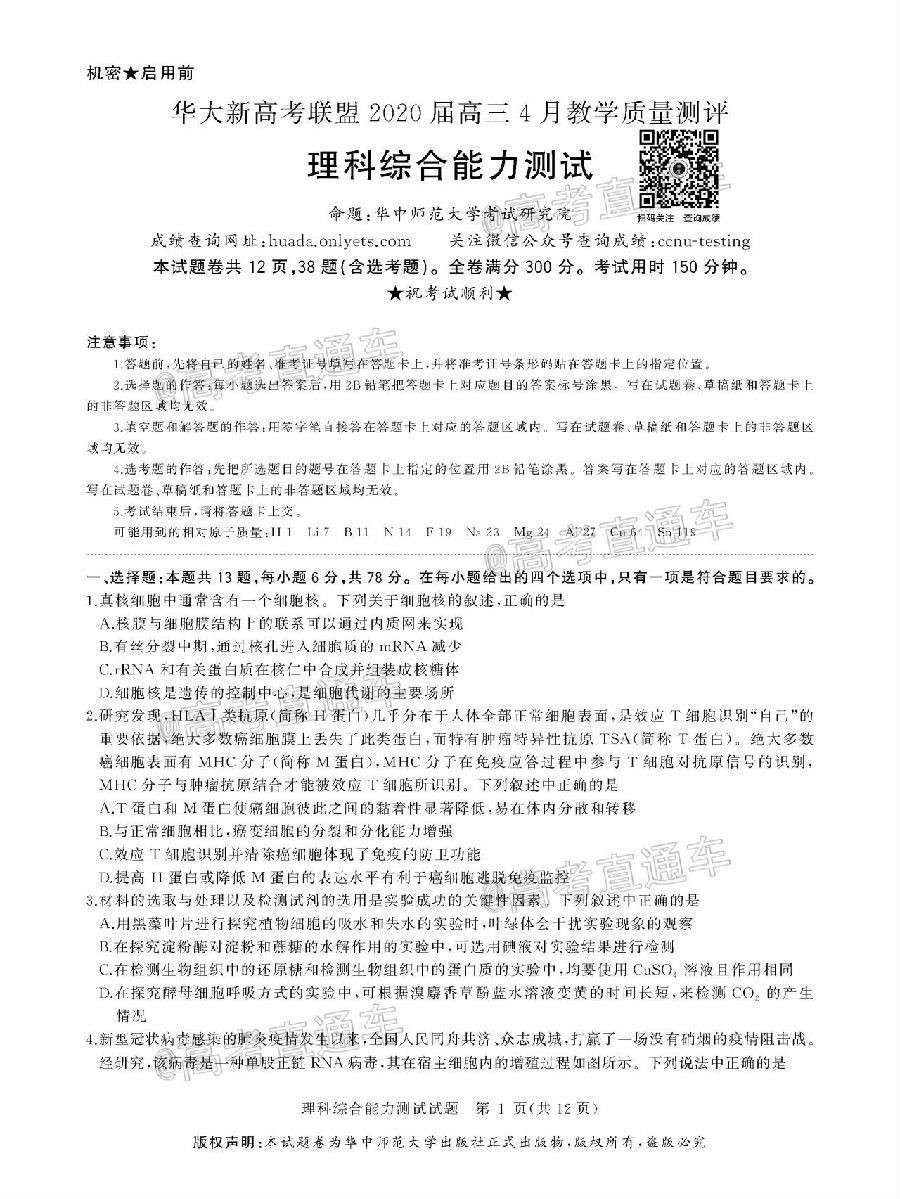 机密★启用前
华大新高考联盟 2020 届高三 4 月教学质量测评
理科综合能力测试
扫码关注 查询成绩
命题:华中师范大学考试研究院
成绩查询网址:huada.onlyets.com 关注微信公众号查询成绩:ccnu-testing
本试题卷共 12 页,38 题(含选考题)。全卷满分 300 分。考试用时 150 分钟。
★祝考试顺利★
注意事项:
1.答题前,先将自己的姓名、准考证号填写在答题卡上,并将准考证号条形码贴在答题卡上的指定位置。
2.选择题的作答:每小题选出答案后,用 2B 铅笔把答题卡上对应题目的答案标号涂黑。写在试题卷、草稿纸和答题卡上
的非答题区域均无效。
3.填空题和解答题的作答:用签字笔直接答在答题卡上对应的答题区域内。写在试题卷、草稿纸和答题卡上的非答题区
域均无效。
4.选考题的作答:先把所选题目的题号在答题卡上指定的位置用 2B 铅笔涂黑。答案写在答题卡上对应的答题区域内。
写在试题卷、草稿纸和答题卡上的非答题区域均无效。
5.考试结束后,请将答题卡上交。
可能用到的相对原子质量:H 1 Li 7 B 11 N 14 F 19 Na 23 Mg 24 Al 27 Cu 64 Sn 119
一、选择题:本题共 13 题,每小题 6 分,共 78 分。在每小题给出的四个选项中,只有一项是符合题目要求的。
1.真核细胞中通常含有一个细胞核。下列关于细胞核的叙述,正确的是
A.核膜与细胞膜结构上的联系可以通过内质网来实现
B.有丝分裂中期,通过核孔进入细胞质的 mRNA 减少
C.rRNA 和有关蛋白质在核仁中合成并组装成核糖体
D.细胞核是遗传的控制中心,是细胞代谢的主要场所
2.研究发现,HLAI 类抗原(简称 H 蛋白)几乎分布于人体全部正常细胞表面,是效应 T 细胞识别“自己”的
重要依据,绝大多数癌细胞膜上丢失了此类蛋白,而特有肿瘤特异性抗原 TSA(简称 T 蛋白)。绝大多数
癌细胞表面有 MHC 分子(简称 M 蛋白),MHC 分子在免疫应答过程中参与 T 细胞对抗原信号的识别,
MHC 分子与肿瘤抗原结合才能被效应 T 细胞所识别。下列叙述中正确的是
A.T 蛋白和 M 蛋白使癌细胞彼此之间的黏着性显著降低,易在体内分散和转移
B.与正常细胞相比,癌变细胞的分裂和分化能力增强
C.效应 T 细胞识别并清除癌细胞体现了免疫的防卫功能
D.提高 H 蛋白或降低 M 蛋白的表达水平有利于癌细胞逃脱免疫监控
3.材料的选取与处理以及检测试剂的选用是实验成功的关键性因素。下列叙述中正确的是
A.用黑藻叶片进行探究植物细胞的吸水和失水的实验时,叶绿体会干扰实验现象的观察
B.在探究淀粉酶对淀粉和蔗糖的水解作用的实验中,可选用碘液对实验结果进行检测
C.在检测生物组织中的还原糖和检测生物组织中的蛋白质的实验中,均要使用 CuSO₄ 溶液且作用相同
D.在探究酵母细胞呼吸方式的实验中,可根据溴麝香草酚蓝水溶液变黄的时间长短,来检测 CO₂ 的产生
情况
4.新型冠状病毒感染的肺炎疫情发生以来,全国人民同舟共济、众志成城,打赢了一场没有硝烟的疫情阻击战。
经研究,该病毒是一种单股正链 RNA 病毒,其在宿主细胞内的增殖过程如图所示。下列说法中正确的是
理科综合能力测试试题 第 1 页(共 12 页)
版权声明:本试题卷为华中师范大学出版社正式出版物,版权所有,盗版必究
@高考直通车
@高考直通车
@高考直通车
@高考直通车
@高考直通车
@高考直通车